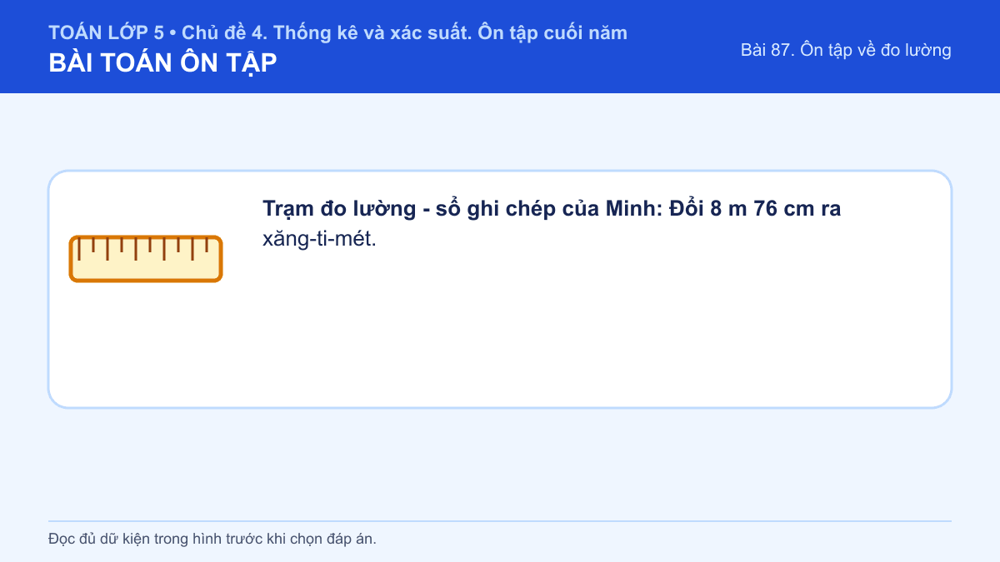 TOÁN LỚP 5 • Chủ đề 4. Thống kê và xác suất. Ôn tập cuối năm
BÀI TOÁN ÔN TẬP
Bài 87. Ôn tập về đo lường
Trạm đo lường - sổ ghi chép của Minh: Đổi 8 m 76 cm ra
xăng-ti-mét.
Đọc đủ dữ kiện trong hình trước khi chọn đáp án.